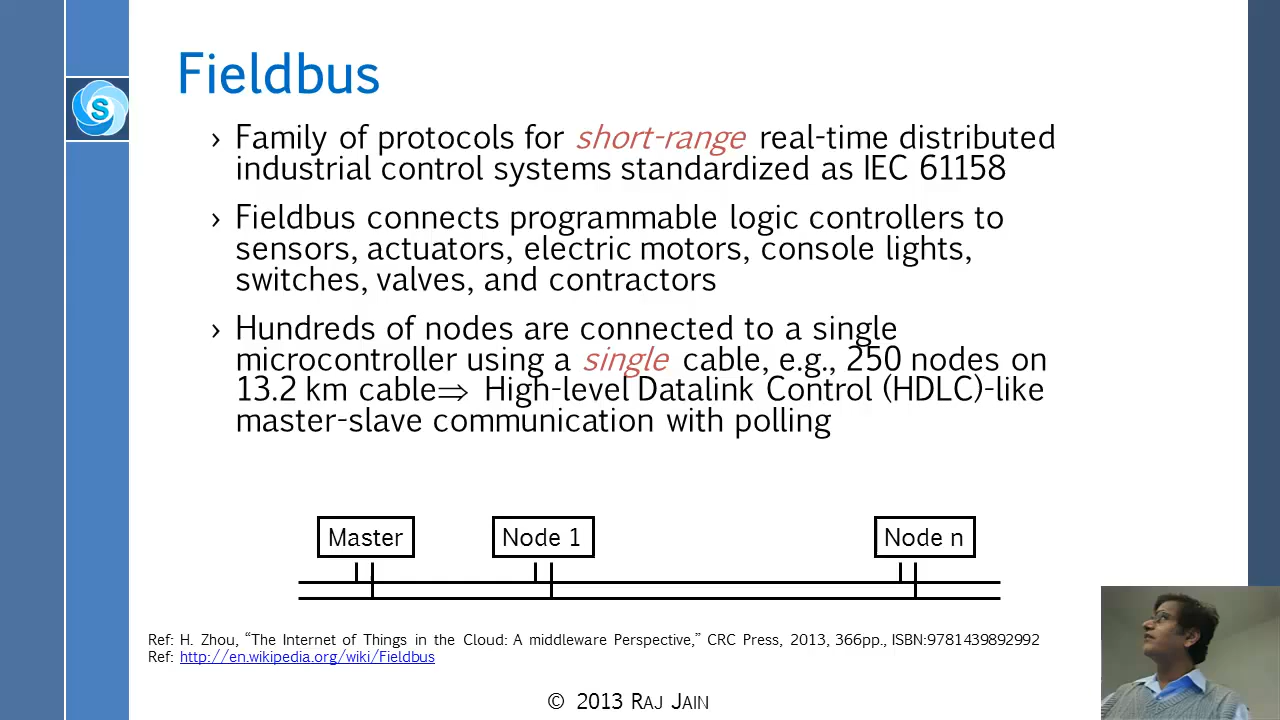 Fieldbus
S
› Family of protocols for short-range real-time distributed
industrial control systems standardized as IEC 61158
› Fieldbus connects programmable logic controllers to
sensors, actuators, electric motors, console lights,
switches, valves, and contractors
› Hundreds of nodes are connected to a single
microcontroller using a single cable, e.g., 250 nodes on
13.2 km cable⇒ High-level Datalink Control (HDLC)-like
master-slave communication with polling
Master Node 1 Node n
Ref: H. Zhou, “The Internet of Things in the Cloud: A middleware Perspective,” CRC Press, 2013, 366pp., ISBN:9781439892992
Ref: http://en.wikipedia.org/wiki/Fieldbus
© 2013 RAJ JAIN